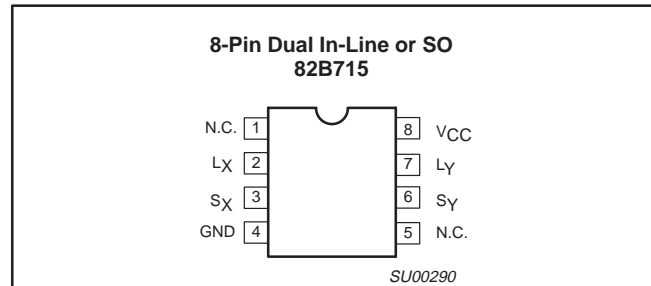 8-Pin Dual In-Line or SO
82B715
N.C. 1 8 VCC
LX 2 7 LY
SX 3 6 SY
GND 4 5 N.C.
SU00290